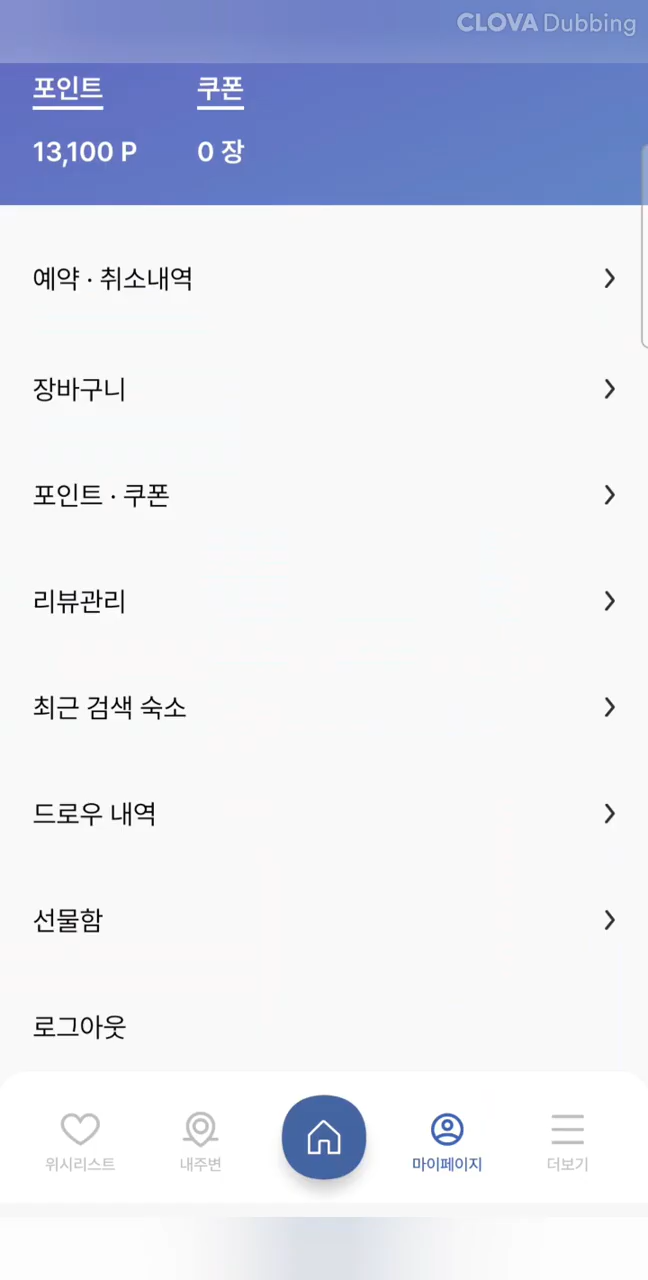 CLOVA Dubbing
포인트 쿠폰
13,100 P 0 장
예약 · 취소내역
장바구니
포인트 · 쿠폰
리뷰관리
최근 검색 숙소
드로우 내역
선물함
로그아웃
위시리스트 내주변 마이페이지 더보기